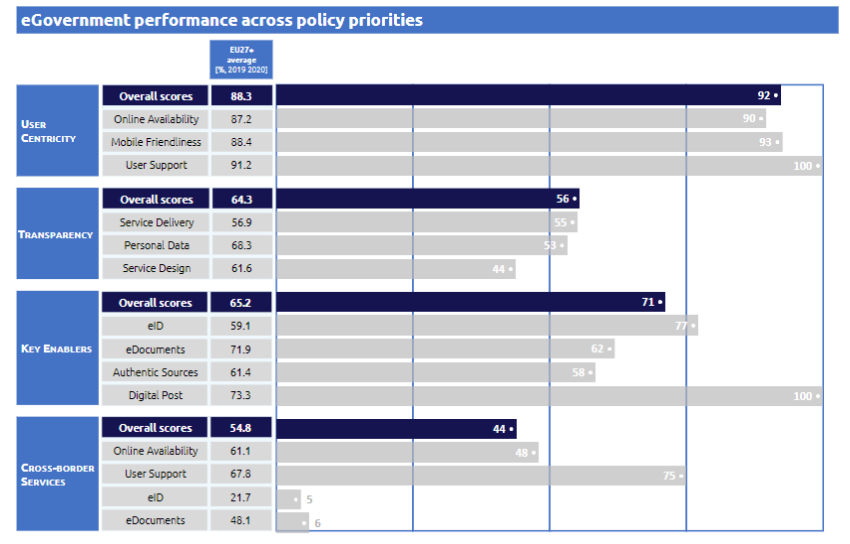 eGovernment performance across policy priorities
EU27+
average
[%, 2019 2020]
USER
CENTRICITY
Overall scores 88.3 92
Online Availability 87.2 90
Mobile Friendliness 88.4 93
User Support 91.2 100
TRANSPARENCY
Overall scores 64.3 56
Service Delivery 56.9 55
Personal Data 68.3 53
Service Design 61.6 44
KEY ENABLERS
Overall scores 65.2 71
eID 59.1 77
eDocuments 71.9 62
Authentic Sources 61.4 58
Digital Post 73.3 100
CROSS-BORDER
SERVICES
Overall scores 54.8 44
Online Availability 61.1 48
User Support 67.8 75
eID 21.7 5
eDocuments 48.1 6